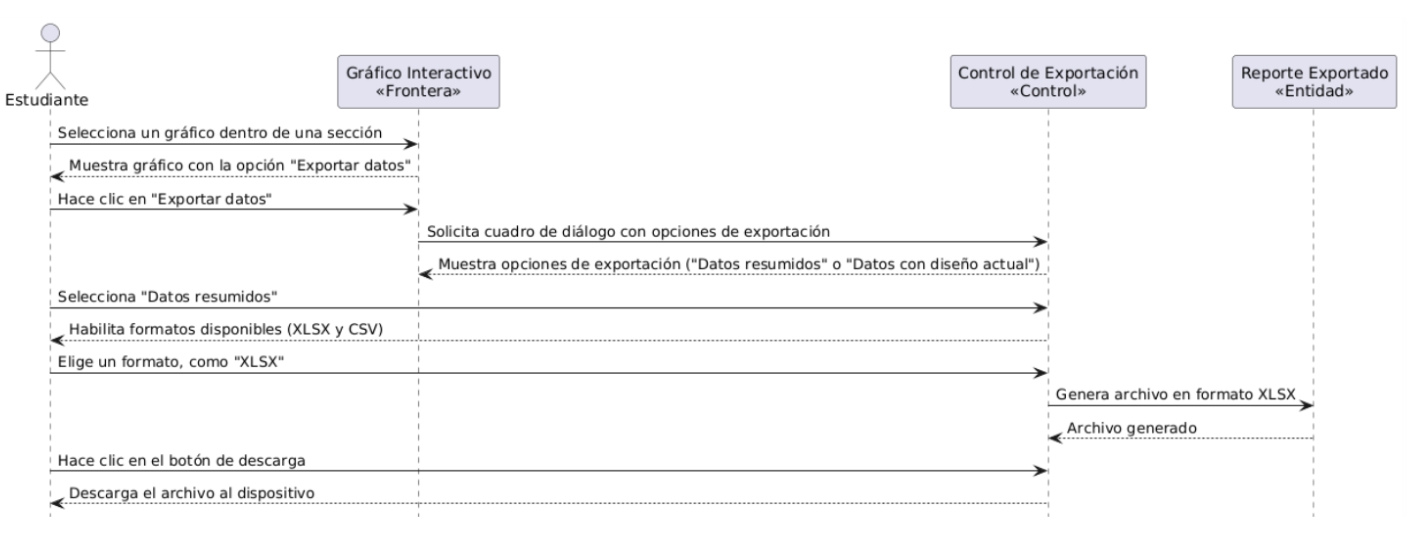 Estudiante
Gráfico Interactivo
«Frontera»
Control de Exportación
«Control»
Reporte Exportado
«Entidad»
Selecciona un gráfico dentro de una sección
Muestra gráfico con la opción "Exportar datos"
Hace clic en "Exportar datos"
Solicita cuadro de diálogo con opciones de exportación
Muestra opciones de exportación ("Datos resumidos" o "Datos con diseño actual")
Selecciona "Datos resumidos"
Habilita formatos disponibles (XLSX y CSV)
Elige un formato, como "XLSX"
Genera archivo en formato XLSX
Archivo generado
Hace clic en el botón de descarga
Descarga el archivo al dispositivo